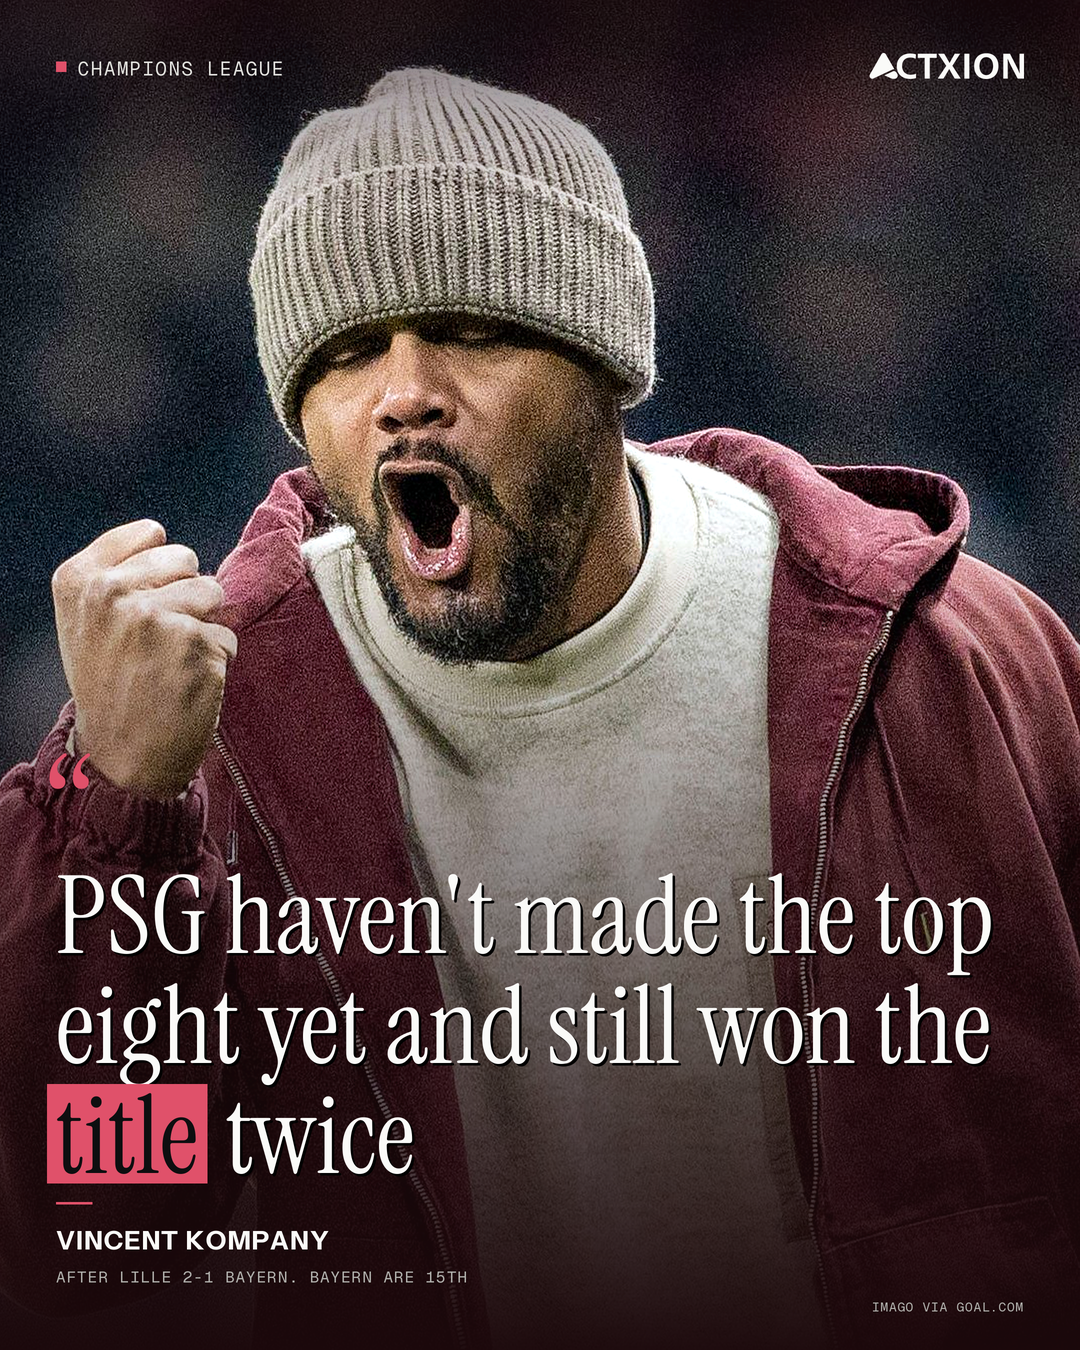 CHAMPIONS LEAGUE
ACTXION
“
PSG haven't made the top
eight yet and still won the
title twice
VINCENT KOMPANY
AFTER LILLE 2-1 BAYERN. BAYERN ARE 15TH
IMAGO VIA GOAL.COM